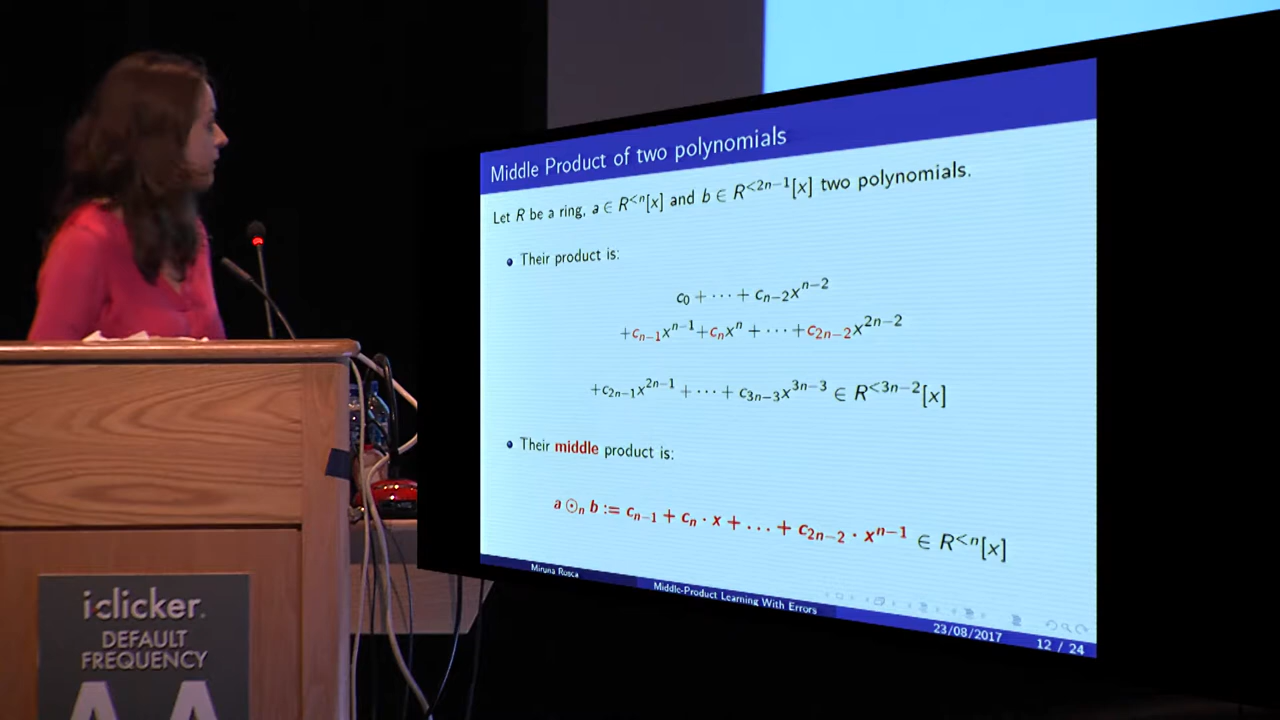 Middle Product of two polynomials
Let R be a ring, a ∈ R^{<n}[x] and b ∈ R^{<2n−1}[x] two polynomials.
• Their product is:
c_0 + ⋯ + c_{n−2}x^{n−2}
+c_{n−1}x^{n−1}+c_nx^n + ⋯ +c_{2n−2}x^{2n−2}
+c_{2n−1}x^{2n−1} + ⋯ + c_{3n−3}x^{3n−3} ∈ R^{<3n−2}[x]
• Their middle product is:
a ⊙_n b := c_{n−1} + c_n · x + … + c_{2n−2} · x^{n−1} ∈ R^{<n}[x]
Miruna Rosca
Middle-Product Learning With Errors
23/08/2017
12 / 24
iclicker.
DEFAULT
FREQUENCY
AA